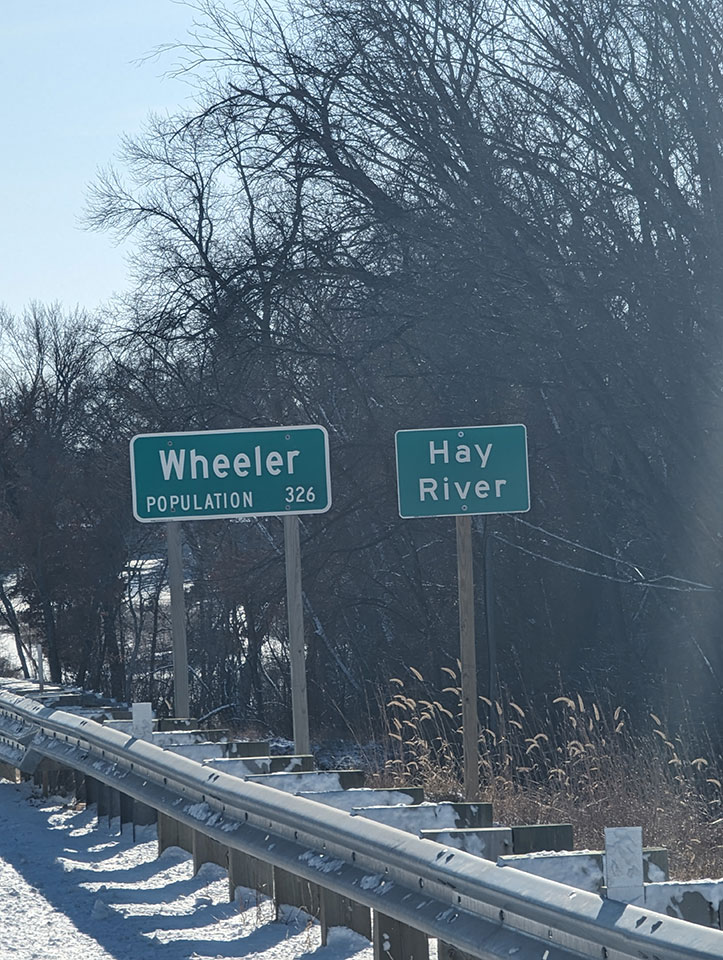 Wheeler
POPULATION 326
Hay
River